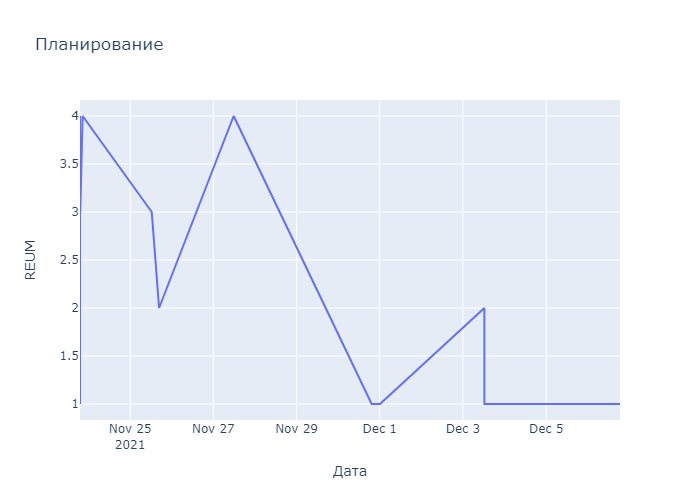 Планирование
REUM
4
3.5
3
2.5
2
1.5
1
Nov 25
2021
Nov 27
Nov 29
Dec 1
Dec 3
Dec 5
Дата